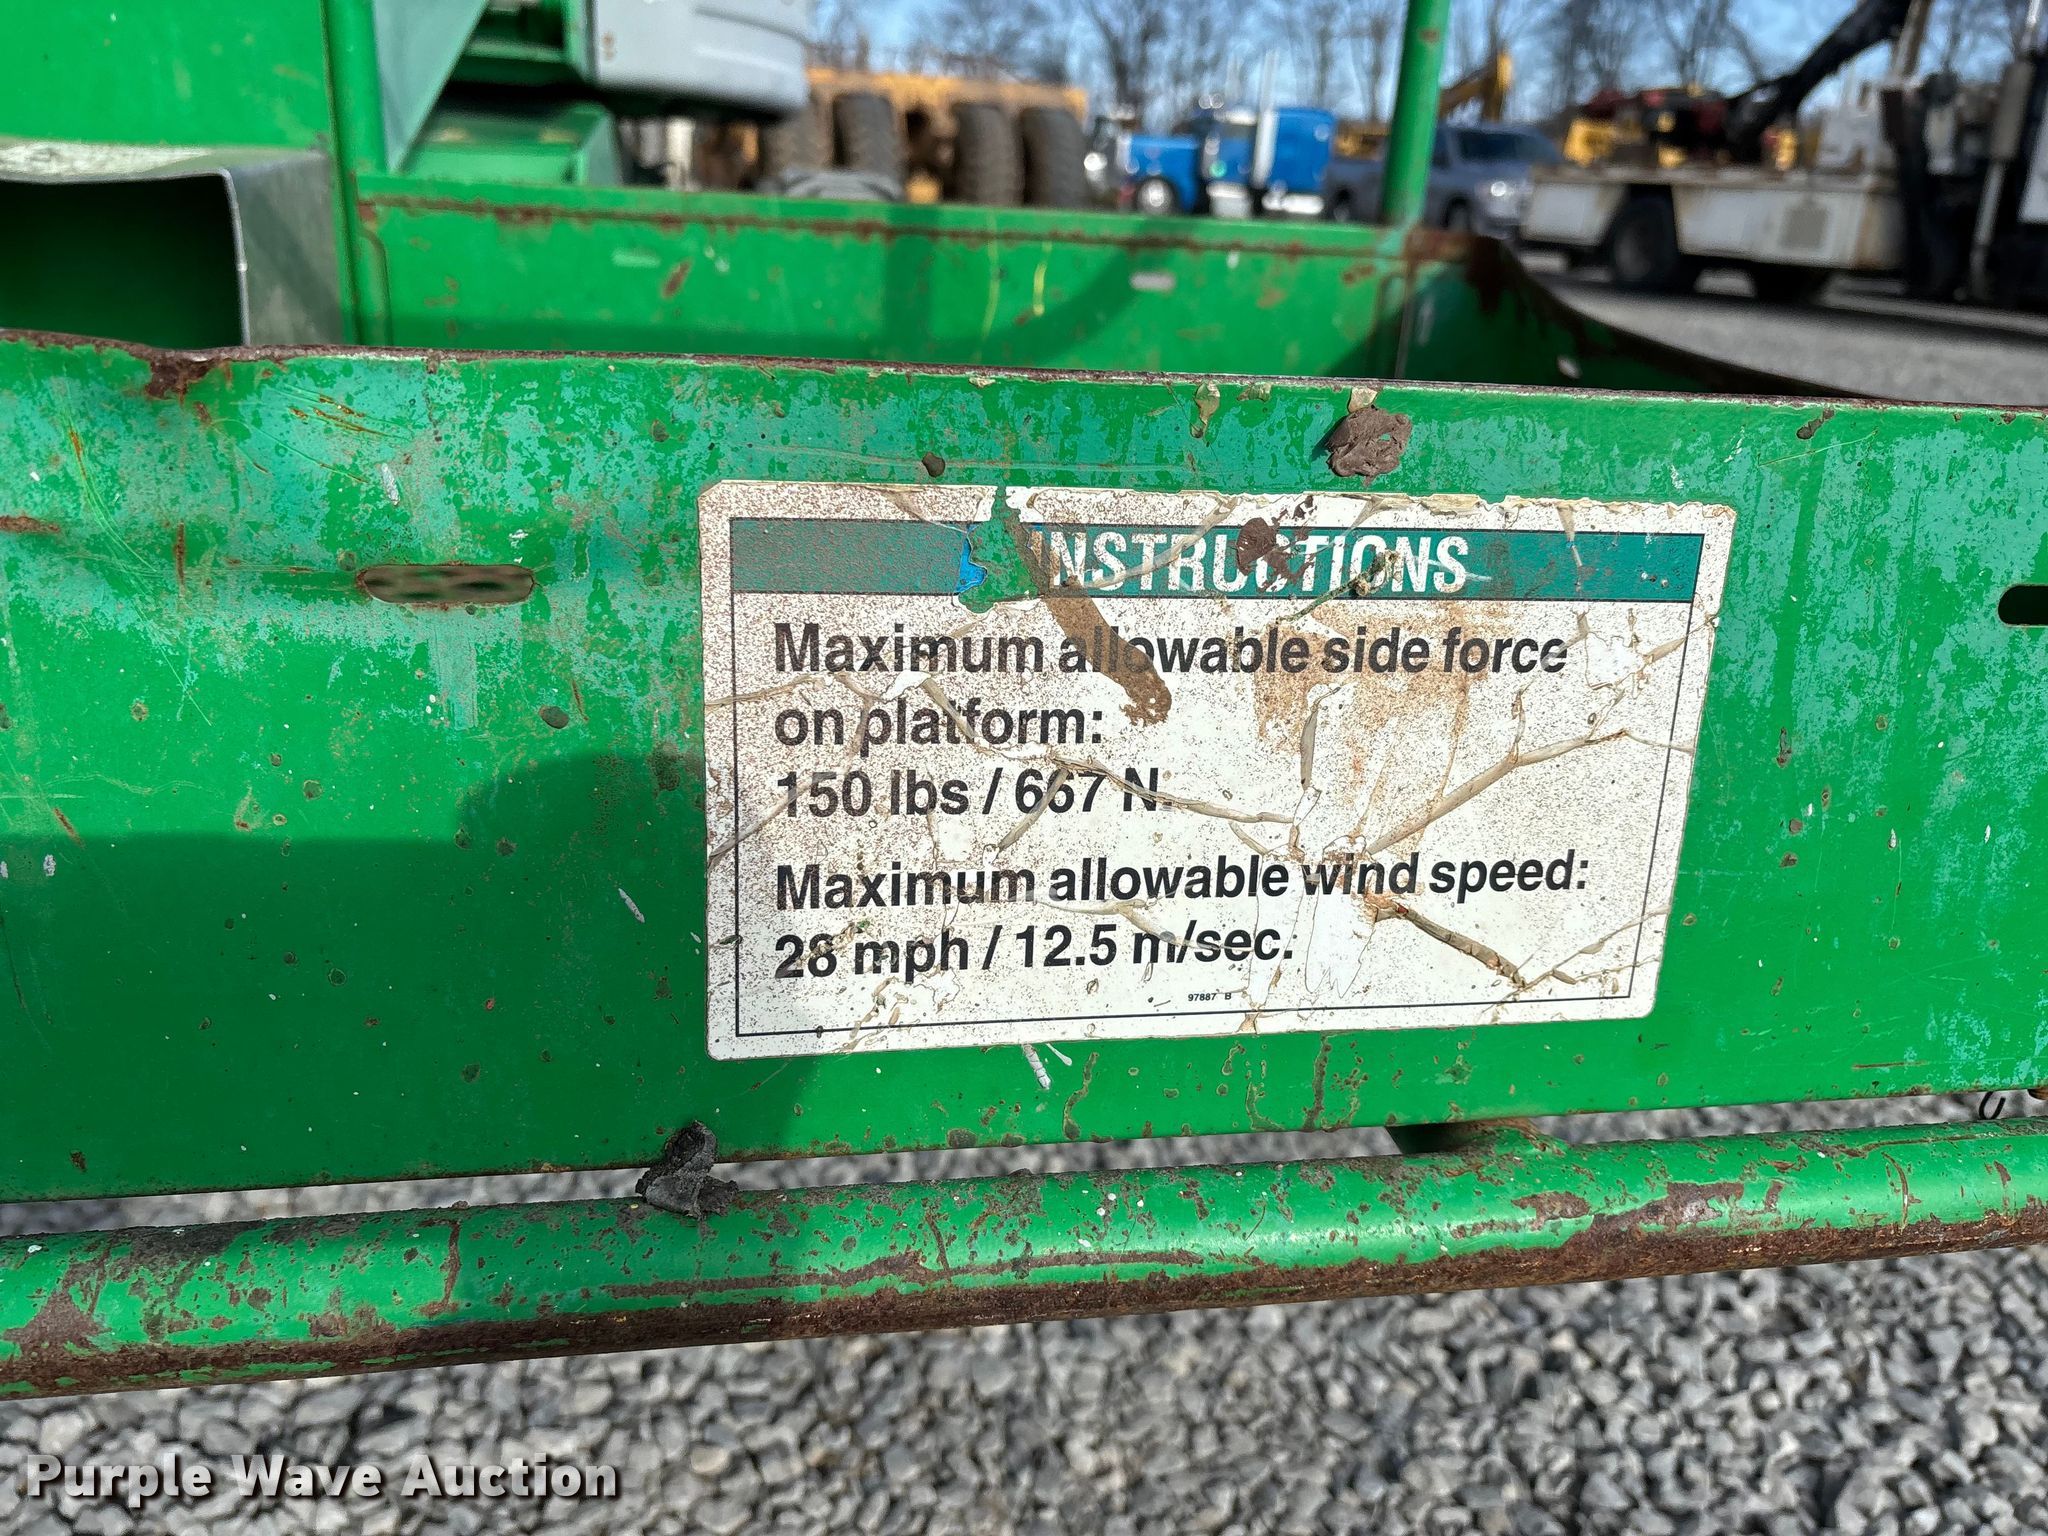 INSTRUCTIONS
Maximum allowable side force
on platform:
150 lbs / 667 N.
Maximum allowable wind speed:
28 mph / 12.5 m/sec.
97887 B
Purple Wave Auction